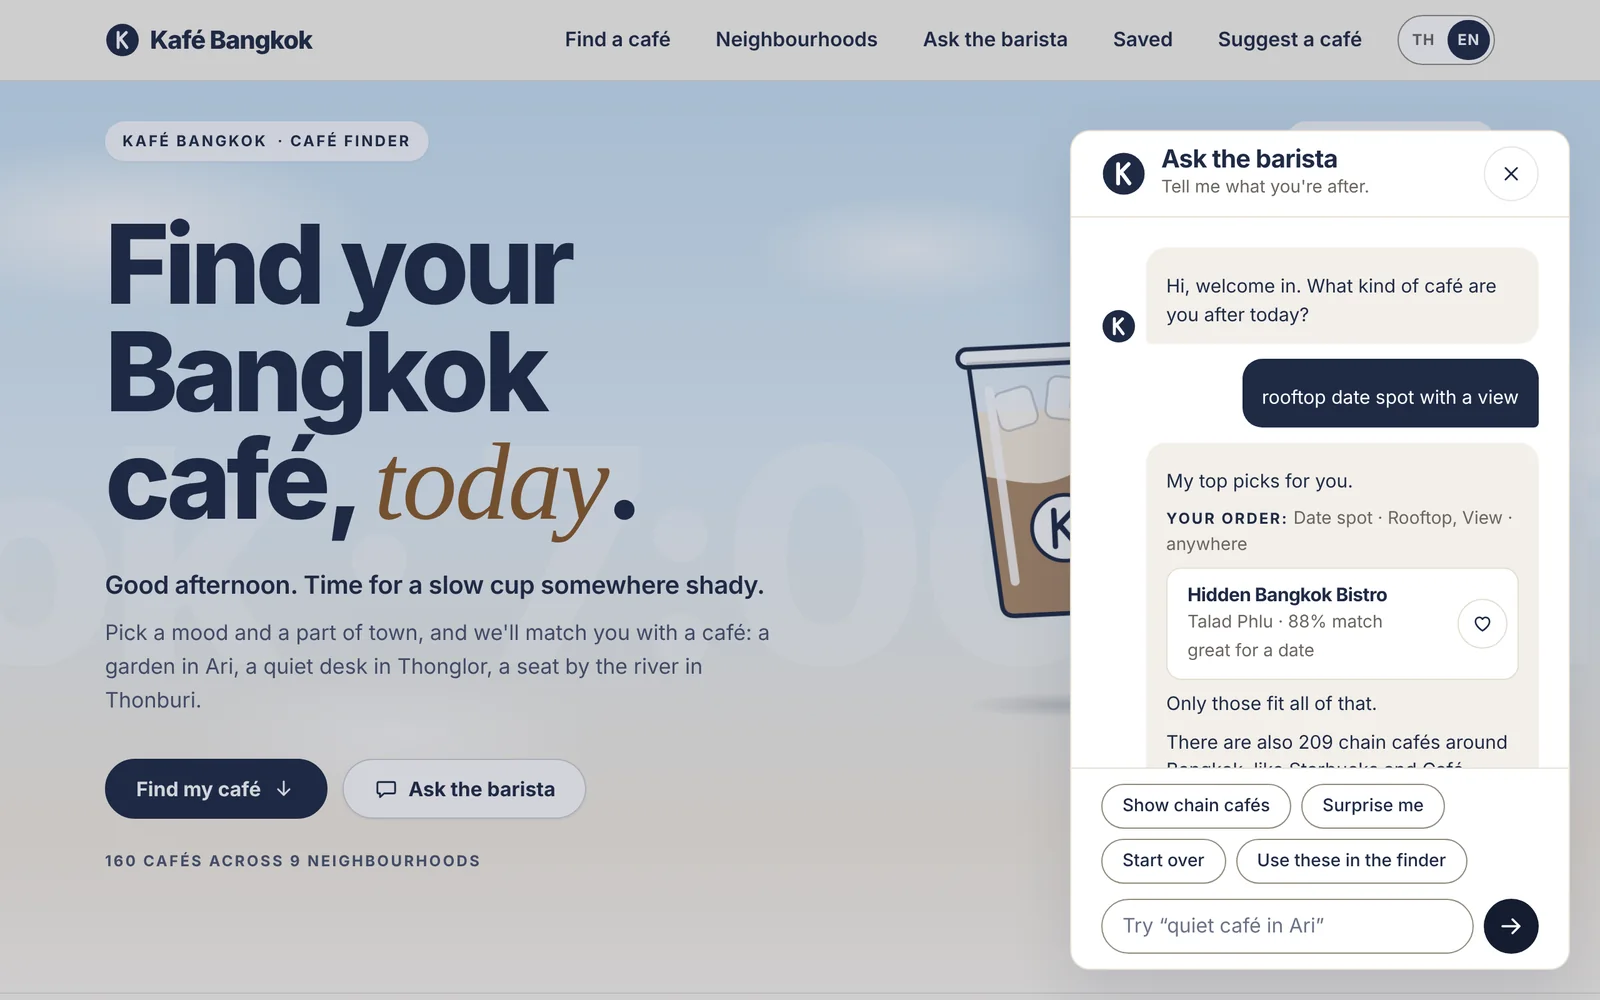 K Kafé Bangkok
Find a café
Neighbourhoods
Ask the barista
Saved
Suggest a café
TH EN
KAFÉ BANGKOK · CAFÉ FINDER
Find your
Bangkok
café, today.
Good afternoon. Time for a slow cup somewhere shady.
Pick a mood and a part of town, and we'll match you with a café: a
garden in Ari, a quiet desk in Thonglor, a seat by the river in
Thonburi.
Find my café
Ask the barista
160 CAFÉS ACROSS 9 NEIGHBOURHOODS
K
K
Ask the barista
Tell me what you're after.
Hi, welcome in. What kind of café are
you after today?
K
rooftop date spot with a view
My top picks for you.
YOUR ORDER: Date spot · Rooftop, View ·
anywhere
Hidden Bangkok Bistro
Talad Phlu · 88% match
great for a date
Only those fit all of that.
There are also 209 chain cafés around
Bangkok, like Starbucks and Café
Show chain cafés
Surprise me
Start over
Use these in the finder
Try “quiet café in Ari”